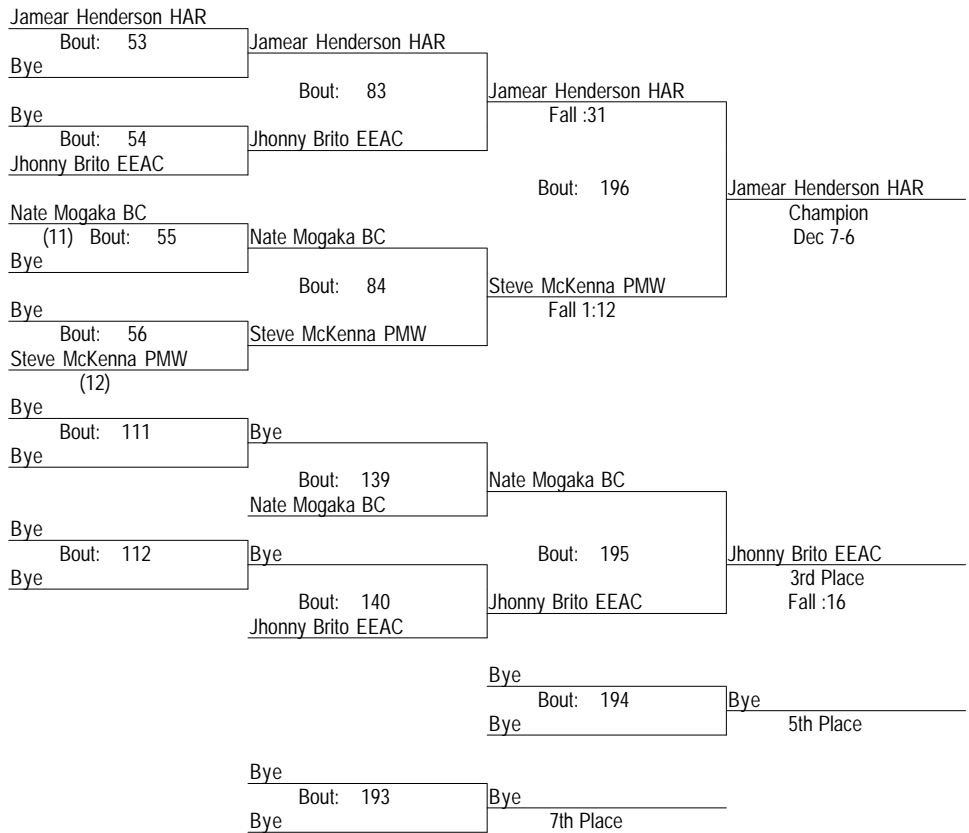 Jamear Henderson HAR
Bout: 53
Jamear Henderson HAR
Bye
Bout: 83
Jamear Henderson HAR
Bye
Fall :31
Bout: 54
Jhonny Brito EEAC
Jhonny Brito EEAC
Bout: 196
Jamear Henderson HAR
Nate Mogaka BC
Champion
(11) Bout: 55
Nate Mogaka BC
Dec 7-6
Bye
Bout: 84
Steve McKenna PMW
Bye
Fall 1:12
Bout: 56
Steve McKenna PMW
Steve McKenna PMW
(12)
Bye
Bout: 111
Bye
Bye
Bout: 139
Nate Mogaka BC
Nate Mogaka BC
Bye
Bout: 112
Bye
Bout: 195
Jhonny Brito EEAC
Bye
3rd Place
Bout: 140
Jhonny Brito EEAC
Fall :16
Jhonny Brito EEAC
Bye
Bout: 194
Bye
Bye
5th Place
Bye
Bout: 193
Bye
Bye
7th Place